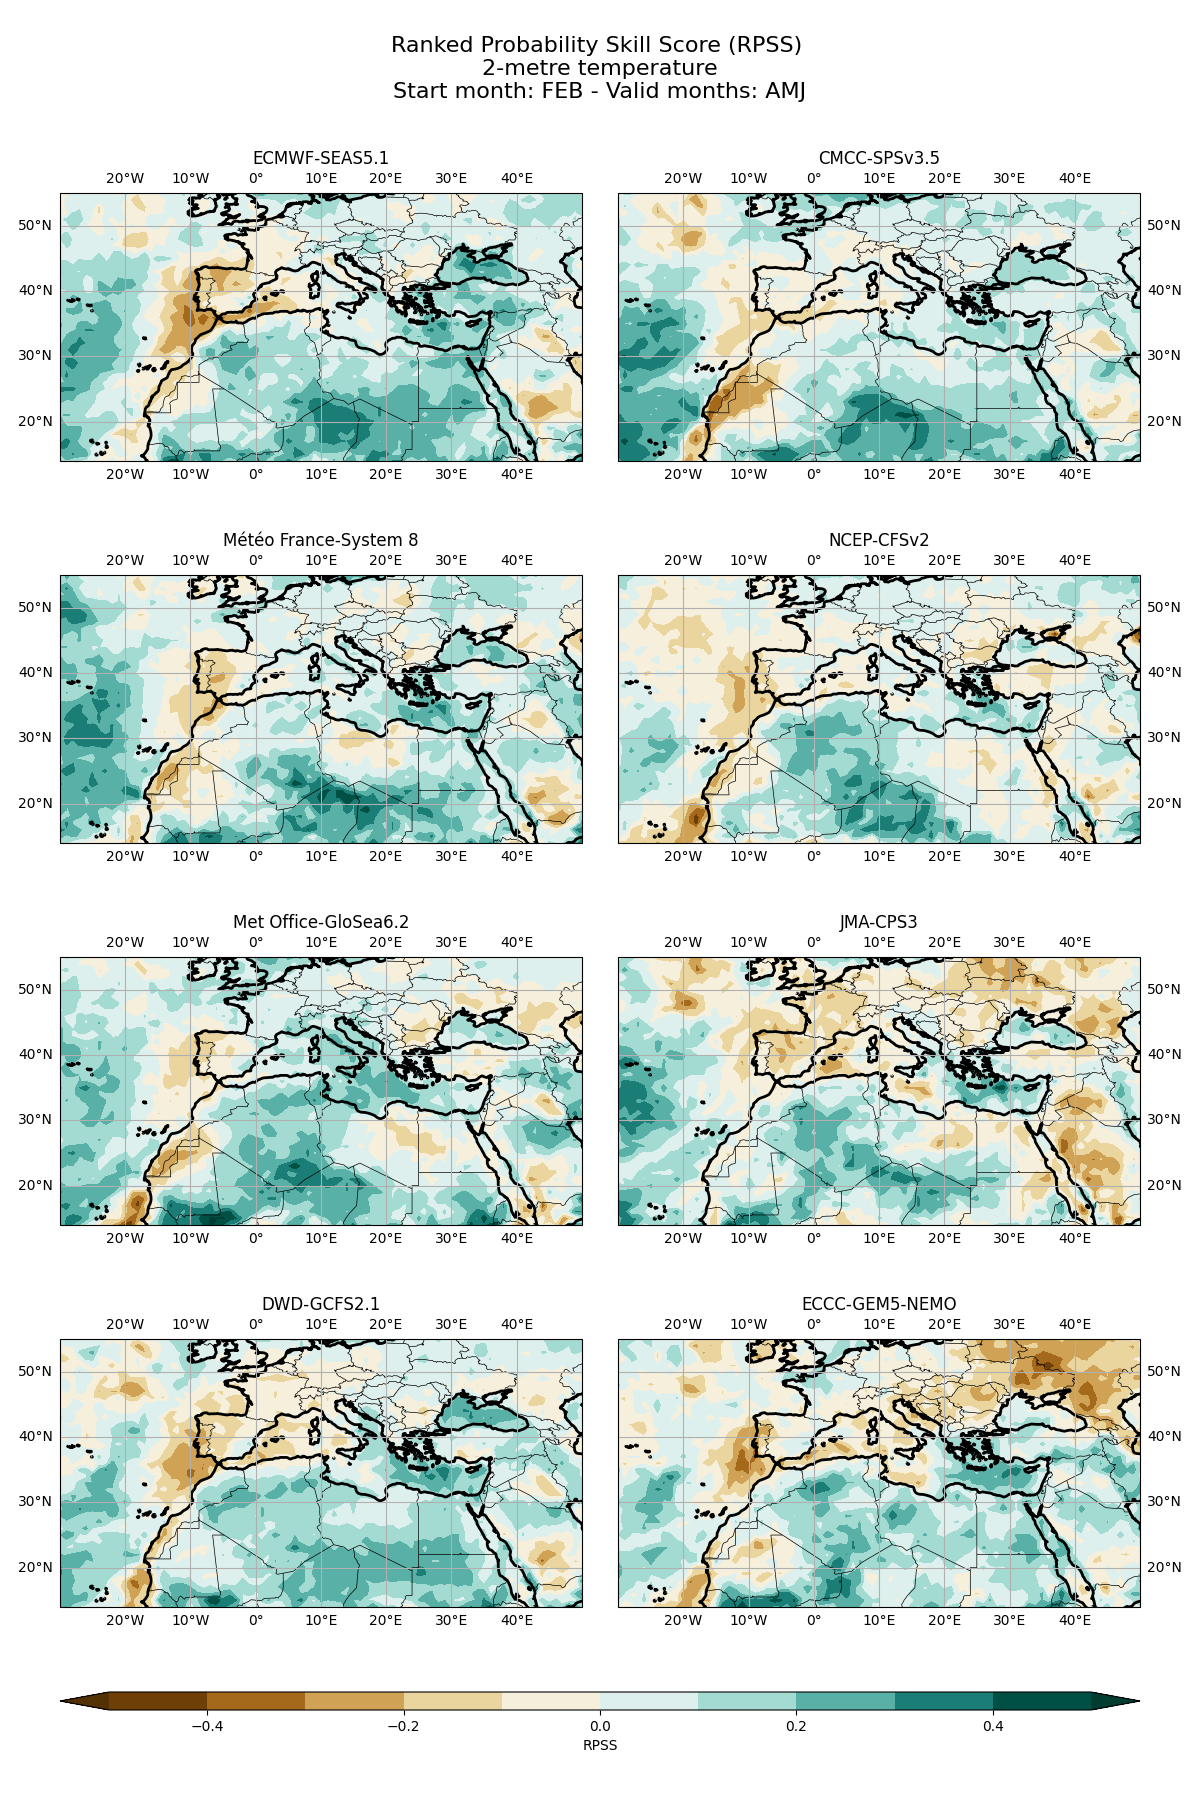 Ranked Probability Skill Score (RPSS)
2-metre temperature
Start month: FEB - Valid months: AMJ
ECMWF-SEAS5.1
20°W 10°W 0° 10°E 20°E 30°E 40°E
50°N
40°N
30°N
20°N
20°W 10°W 0° 10°E 20°E 30°E 40°E
CMCC-SPSv3.5
20°W 10°W 0° 10°E 20°E 30°E 40°E
50°N
40°N
30°N
20°N
20°W 10°W 0° 10°E 20°E 30°E 40°E
Météo France-System 8
20°W 10°W 0° 10°E 20°E 30°E 40°E
50°N
40°N
30°N
20°N
20°W 10°W 0° 10°E 20°E 30°E 40°E
NCEP-CFSv2
20°W 10°W 0° 10°E 20°E 30°E 40°E
50°N
40°N
30°N
20°N
20°W 10°W 0° 10°E 20°E 30°E 40°E
Met Office-GloSea6.2
20°W 10°W 0° 10°E 20°E 30°E 40°E
50°N
40°N
30°N
20°N
20°W 10°W 0° 10°E 20°E 30°E 40°E
JMA-CPS3
20°W 10°W 0° 10°E 20°E 30°E 40°E
50°N
40°N
30°N
20°N
20°W 10°W 0° 10°E 20°E 30°E 40°E
DWD-GCFS2.1
20°W 10°W 0° 10°E 20°E 30°E 40°E
50°N
40°N
30°N
20°N
20°W 10°W 0° 10°E 20°E 30°E 40°E
ECCC-GEM5-NEMO
20°W 10°W 0° 10°E 20°E 30°E 40°E
50°N
40°N
30°N
20°N
20°W 10°W 0° 10°E 20°E 30°E 40°E
−0.4 −0.2 0.0 0.2 0.4
RPSS